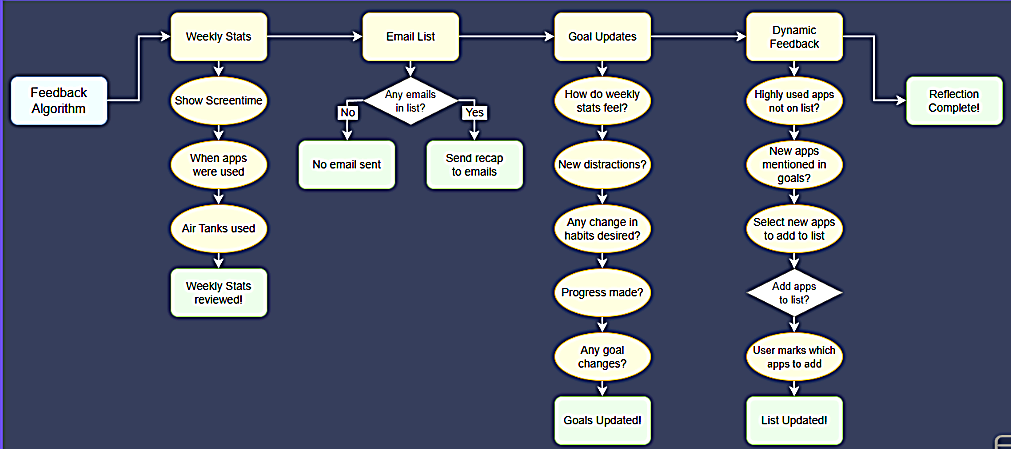 Feedback
Algorithm
Weekly Stats
Show Screentime
When apps
were used
Air Tanks used
Weekly Stats
reviewed!
Email List
Any emails
in list?
No
Yes
No email sent
Send recap
to emails
Goal Updates
How do weekly
stats feel?
New distractions?
Any change in
habits desired?
Progress made?
Any goal
changes?
Goals Updated!
Dynamic
Feedback
Highly used apps
not on list?
New apps
mentioned in
goals?
Select new apps
to add to list
Add apps
to list?
User marks which
apps to add
List Updated!
Reflection
Complete!